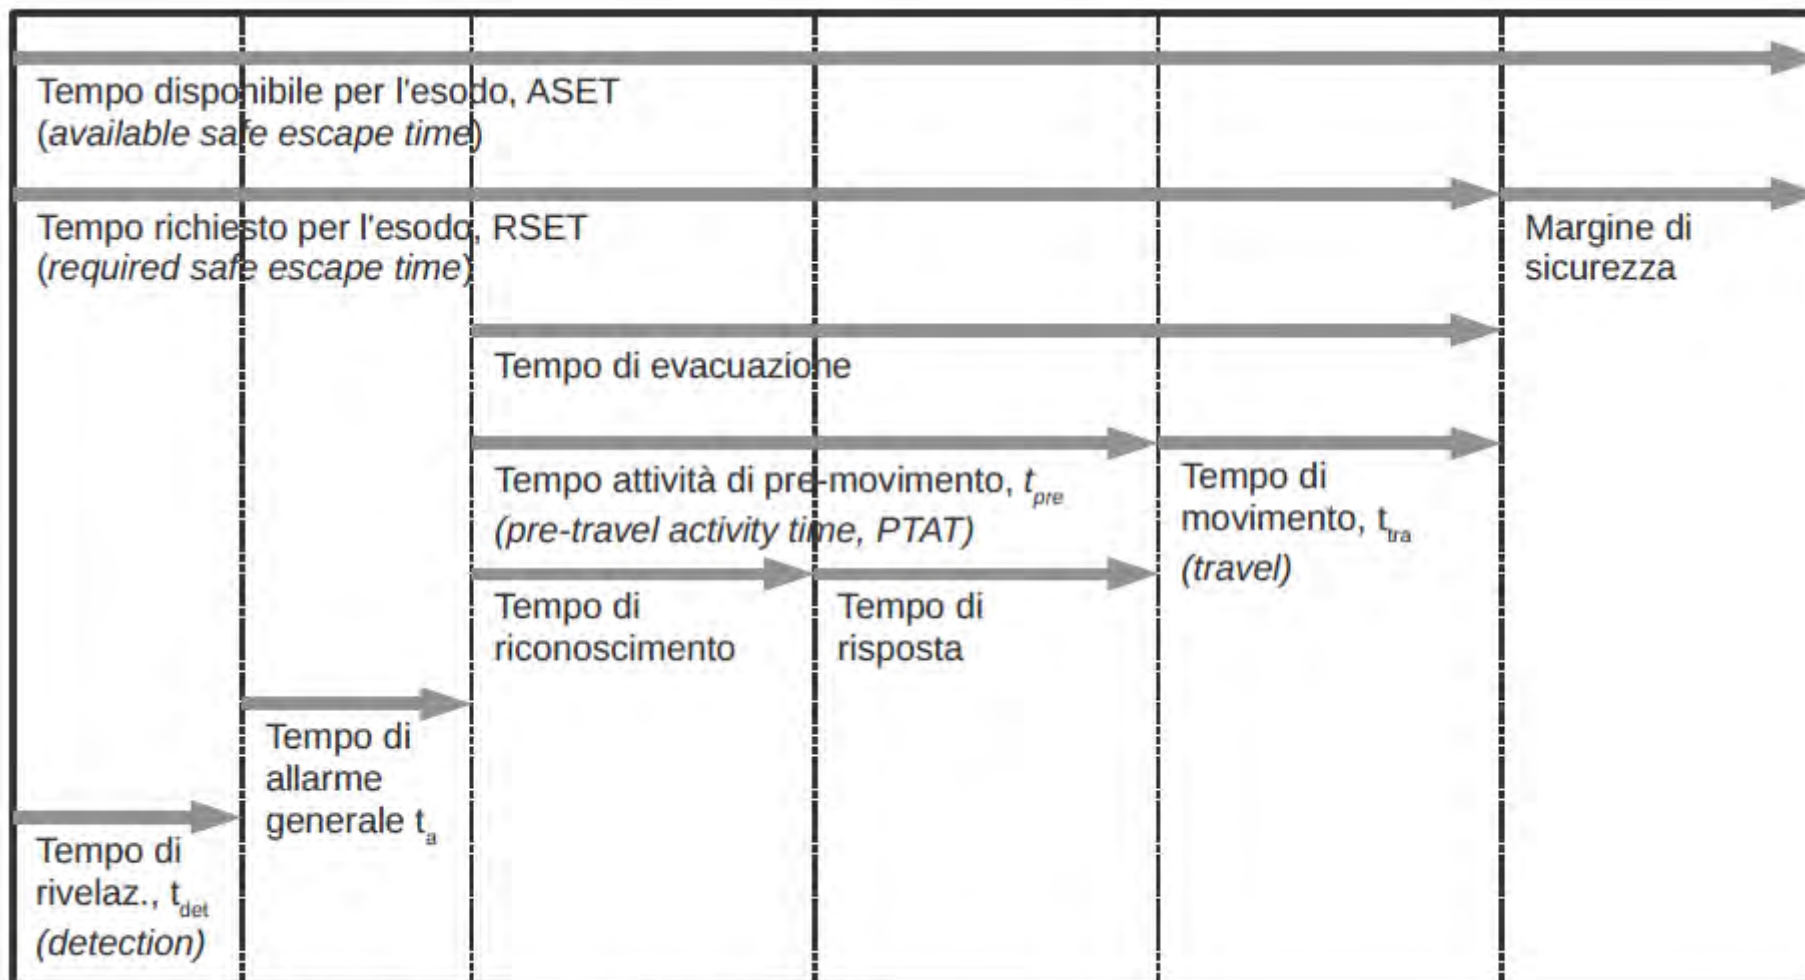 Tempo disponibile per l'esodo, ASET
(available safe escape time)
Tempo richiesto per l'esodo, RSET
(required safe escape time)
Margine di
sicurezza
Tempo di evacuazione
Tempo attività di pre-movimento, tpre
(pre-travel activity time, PTAT)
Tempo di
movimento, ttra
(travel)
Tempo di
riconoscimento
Tempo di
risposta
Tempo di
allarme
generale ta
Tempo di
rivelaz., tdet
(detection)